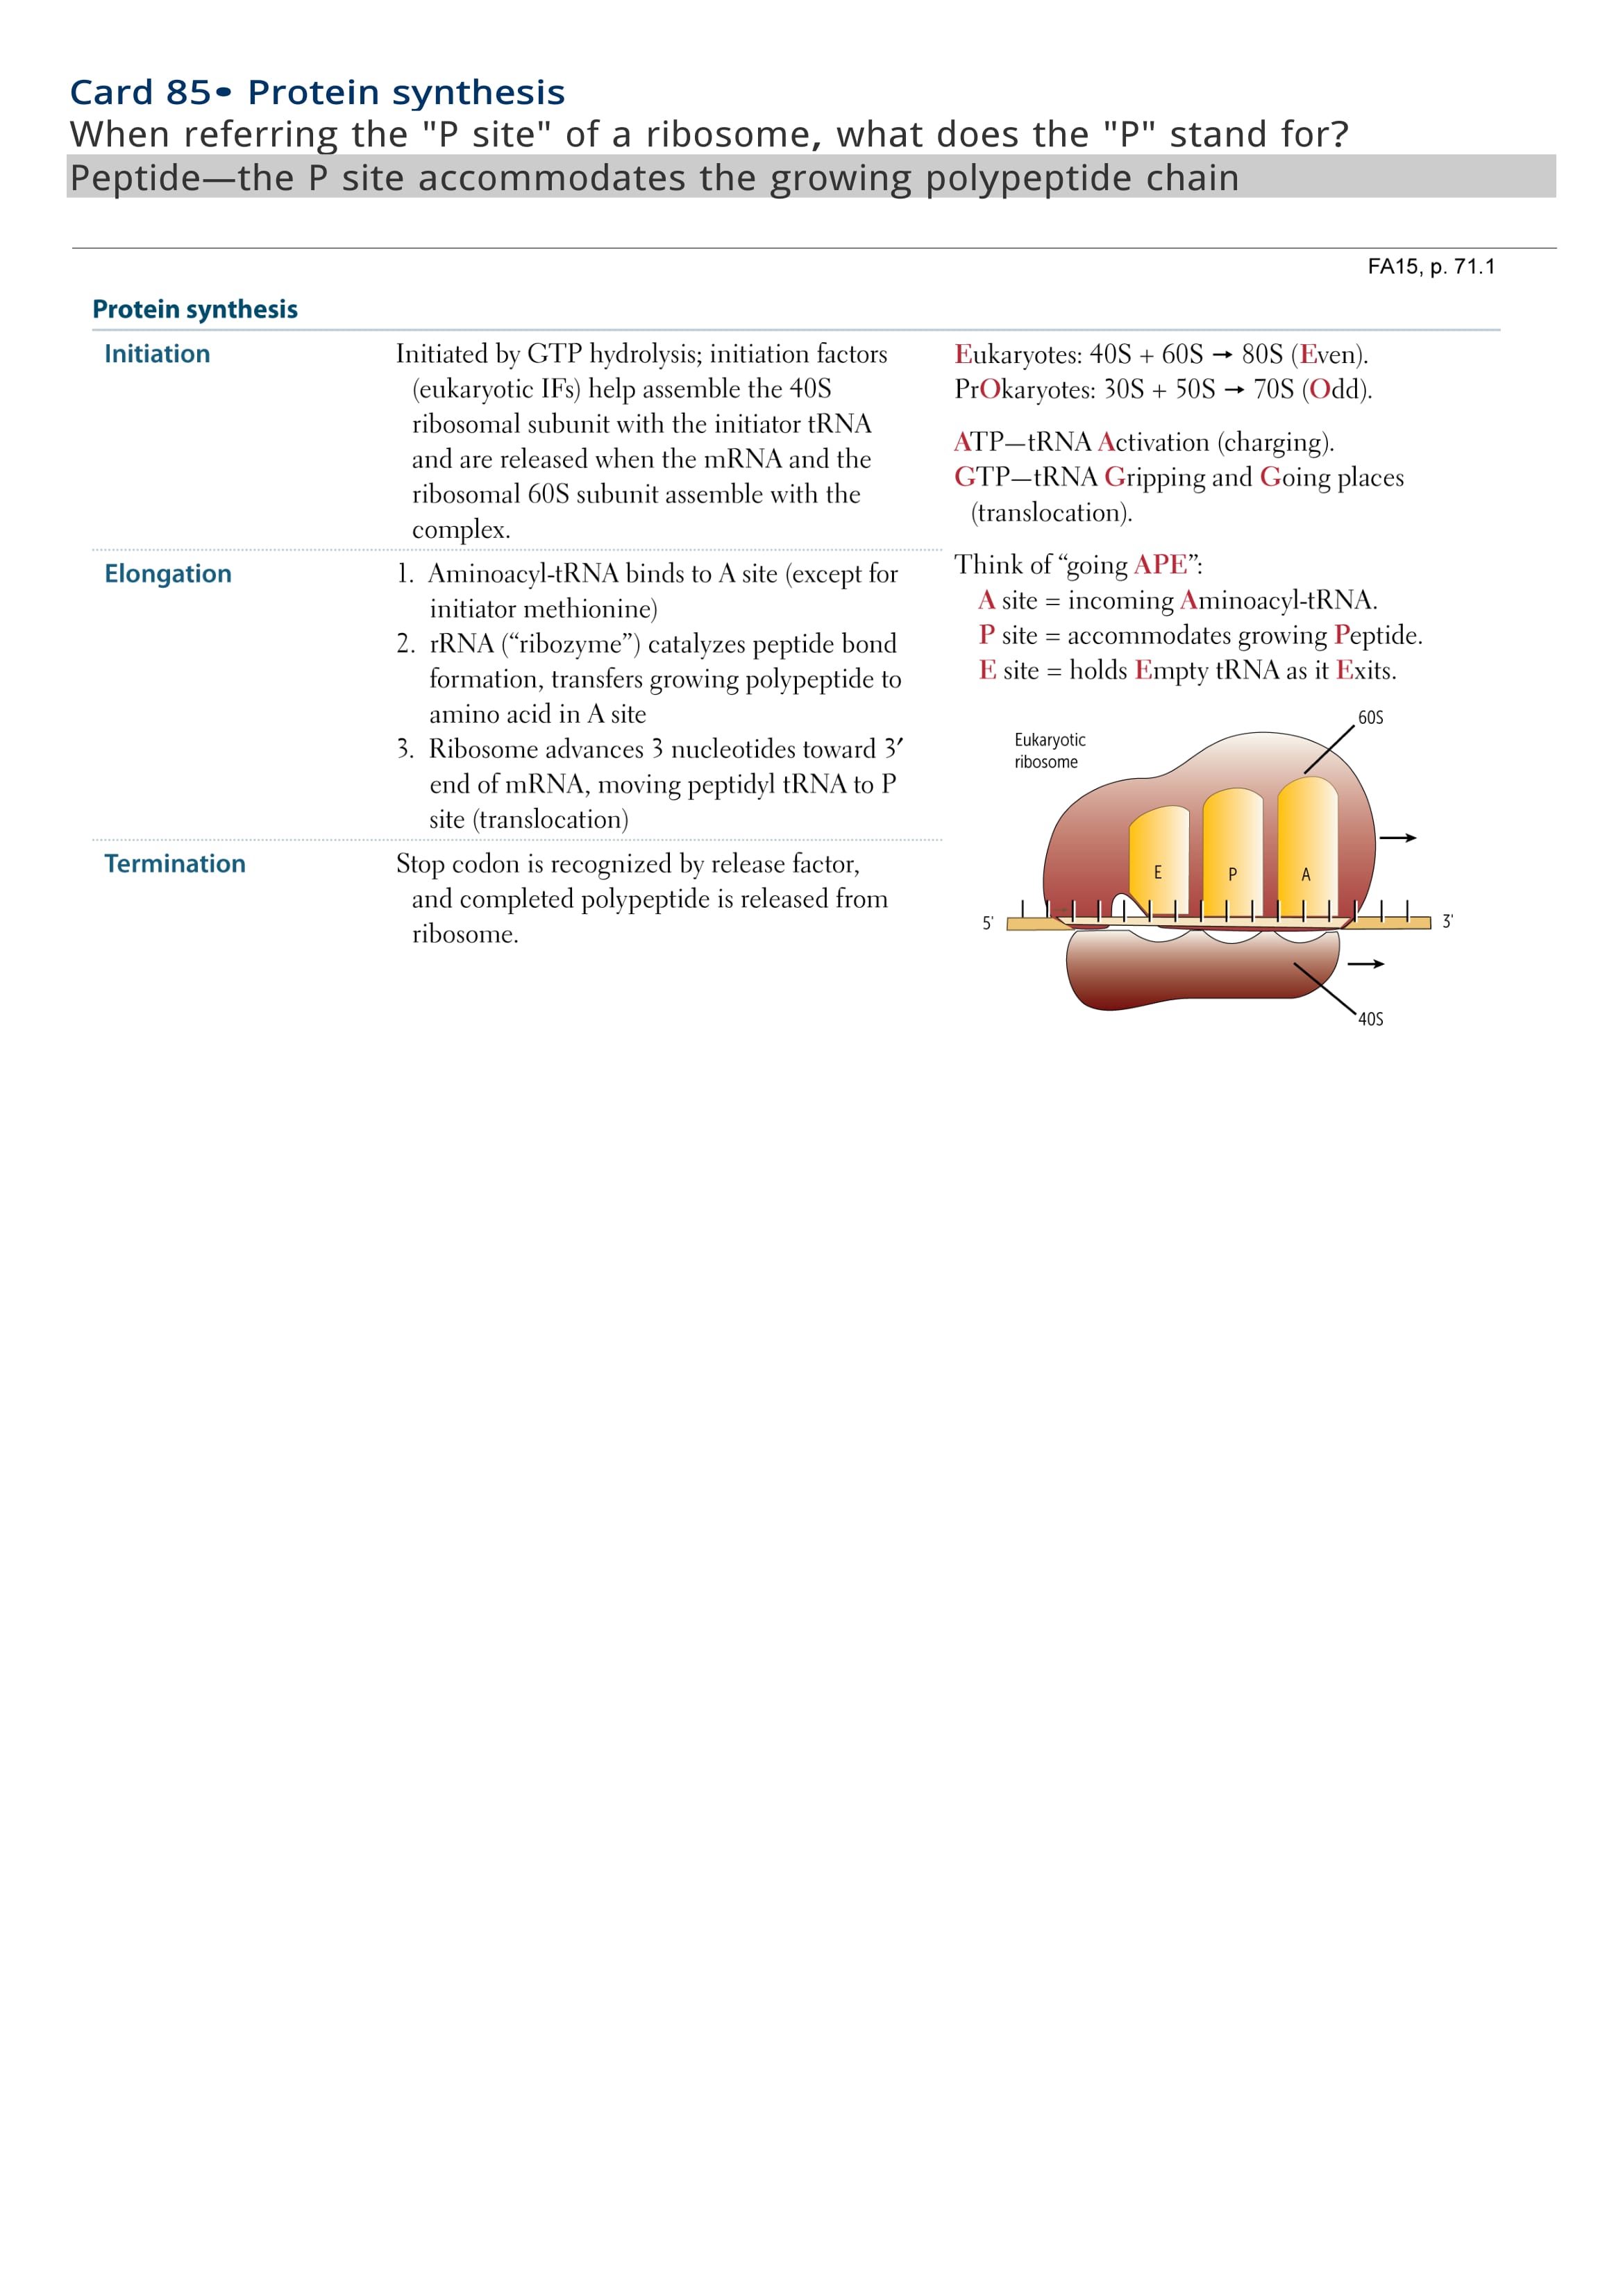 Card 85• Protein synthesis
When referring the "P site" of a ribosome, what does the "P" stand for?
Peptide—the P site accommodates the growing polypeptide chain
FA15, p. 71.1
Protein synthesis
Initiation
Initiated by GTP hydrolysis; initiation factors
(eukaryotic IFs) help assemble the 40S
ribosomal subunit with the initiator tRNA
and are released when the mRNA and the
ribosomal 60S subunit assemble with the
complex.
Eukaryotes: 40S + 60S → 80S (Even).
PrOkaryotes: 30S + 50S → 70S (Odd).
ATP—tRNA Activation (charging).
GTP—tRNA Gripping and Going places
(translocation).
Elongation
1. Aminoacyl-tRNA binds to A site (except for
initiator methionine)
2. rRNA (“ribozyme”) catalyzes peptide bond
formation, transfers growing polypeptide to
amino acid in A site
3. Ribosome advances 3 nucleotides toward 3′
end of mRNA, moving peptidyl tRNA to P
site (translocation)
Think of “going APE”:
A site = incoming Aminoacyl-tRNA.
P site = accommodates growing Peptide.
E site = holds Empty tRNA as it Exits.
Termination
Stop codon is recognized by release factor,
and completed polypeptide is released from
ribosome.
60S
Eukaryotic
ribosome
E P A
5' 3'
40S